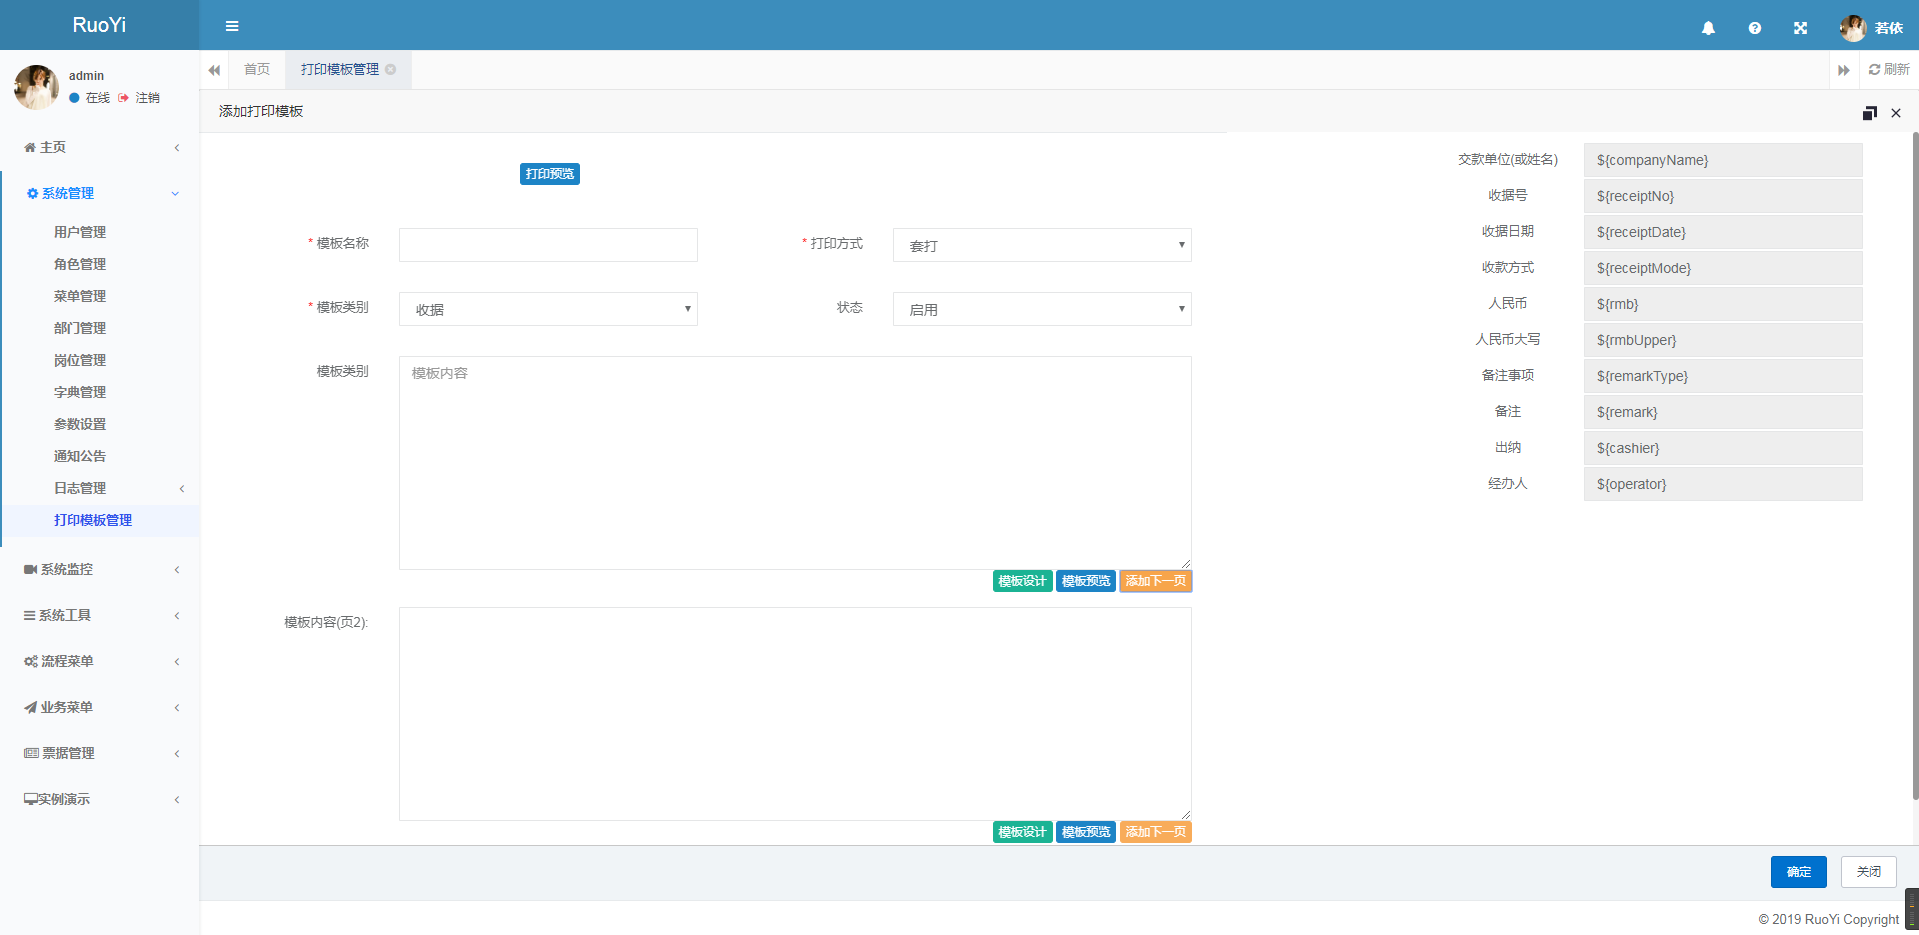 RuoYi
若依
admin
在线 注销
首页
打印模板管理
刷新
添加打印模板
主页
系统管理
用户管理
角色管理
菜单管理
部门管理
岗位管理
字典管理
参数设置
通知公告
日志管理
打印模板管理
系统监控
系统工具
流程菜单
业务菜单
票据管理
实例演示
打印预览
* 模板名称
* 打印方式 套打
* 模板类别 收据
状态 启用
模板类别 模板内容
模板设计 模板预览 添加下一页
模板内容(页2):
模板设计 模板预览 添加下一页
交款单位(或姓名) ${companyName}
收据号 ${receiptNo}
收据日期 ${receiptDate}
收款方式 ${receiptMode}
人民币 ${rmb}
人民币大写 ${rmbUpper}
备注事项 ${remarkType}
备注 ${remark}
出纳 ${cashier}
经办人 ${operator}
确定 关闭
© 2019 RuoYi Copyright